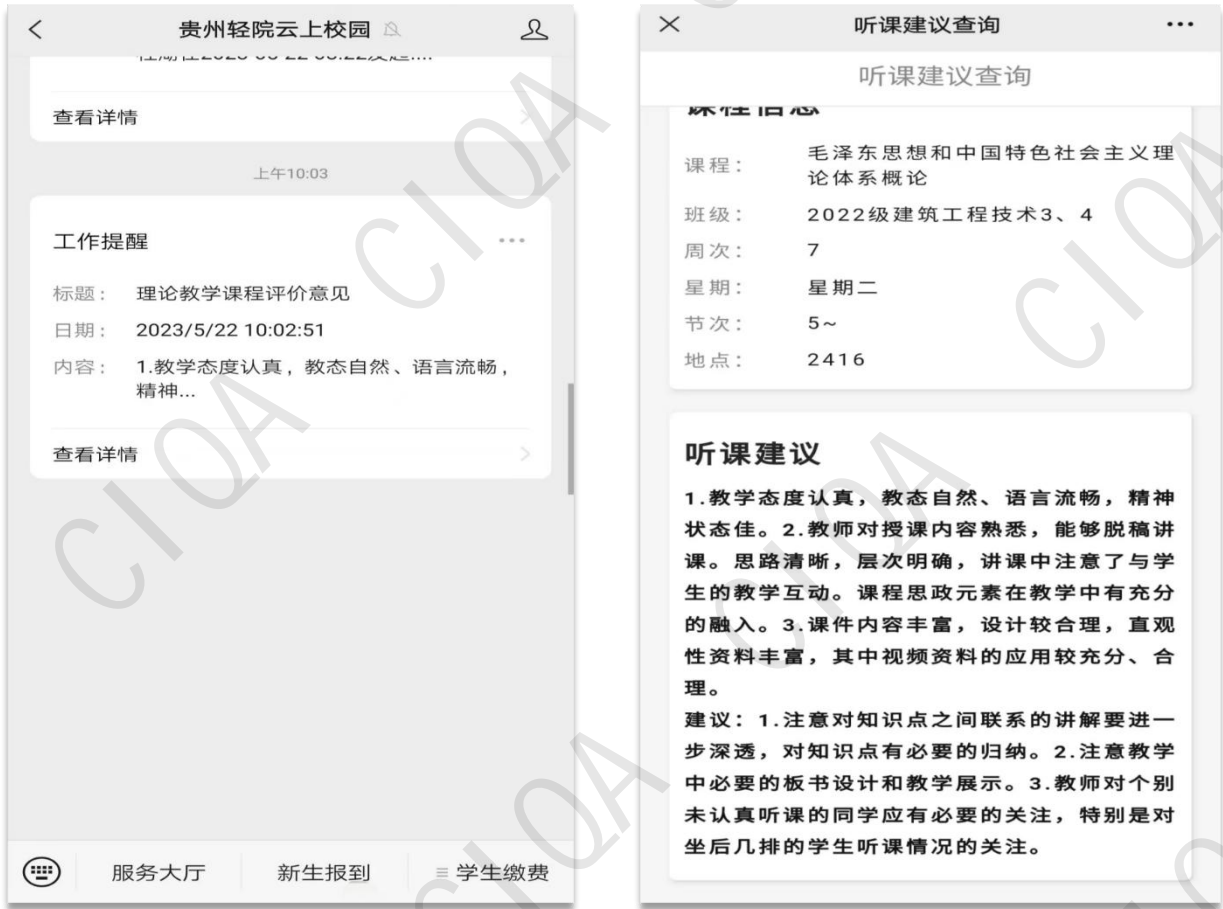 贵州轻院云上校园
查看详情
上午10:03
工作提醒
标题： 理论教学课程评价意见
日期： 2023/5/22 10:02:51
内容： 1.教学态度认真，教态自然、语言流畅，
精神...
查看详情
服务大厅
新生报到
学生缴费
听课建议查询
听课建议查询
课程信息
课程： 毛泽东思想和中国特色社会主义理
论体系概论
班级： 2022级建筑工程技术3、4
周次： 7
星期： 星期二
节次： 5~
地点： 2416
听课建议
1.教学态度认真，教态自然、语言流畅，精神
状态佳。2.教师对授课内容熟悉，能够脱稿讲
课。思路清晰，层次明确，讲课中注意了与学
生的教学互动。课程思政元素在教学中有充分
的融入。3.课件内容丰富，设计较合理，直观
性资料丰富，其中视频资料的应用较充分、合
理。
建议：1.注意对知识点之间联系的讲解要进一
步深透，对知识点有必要的归纳。2.注意教学
中必要的板书设计和教学展示。3.教师对个别
未认真听课的同学应有必要的关注，特别是对
坐后几排的学生听课情况的关注。
CIQA
CIQA
CIQA
CIQA
CIQA